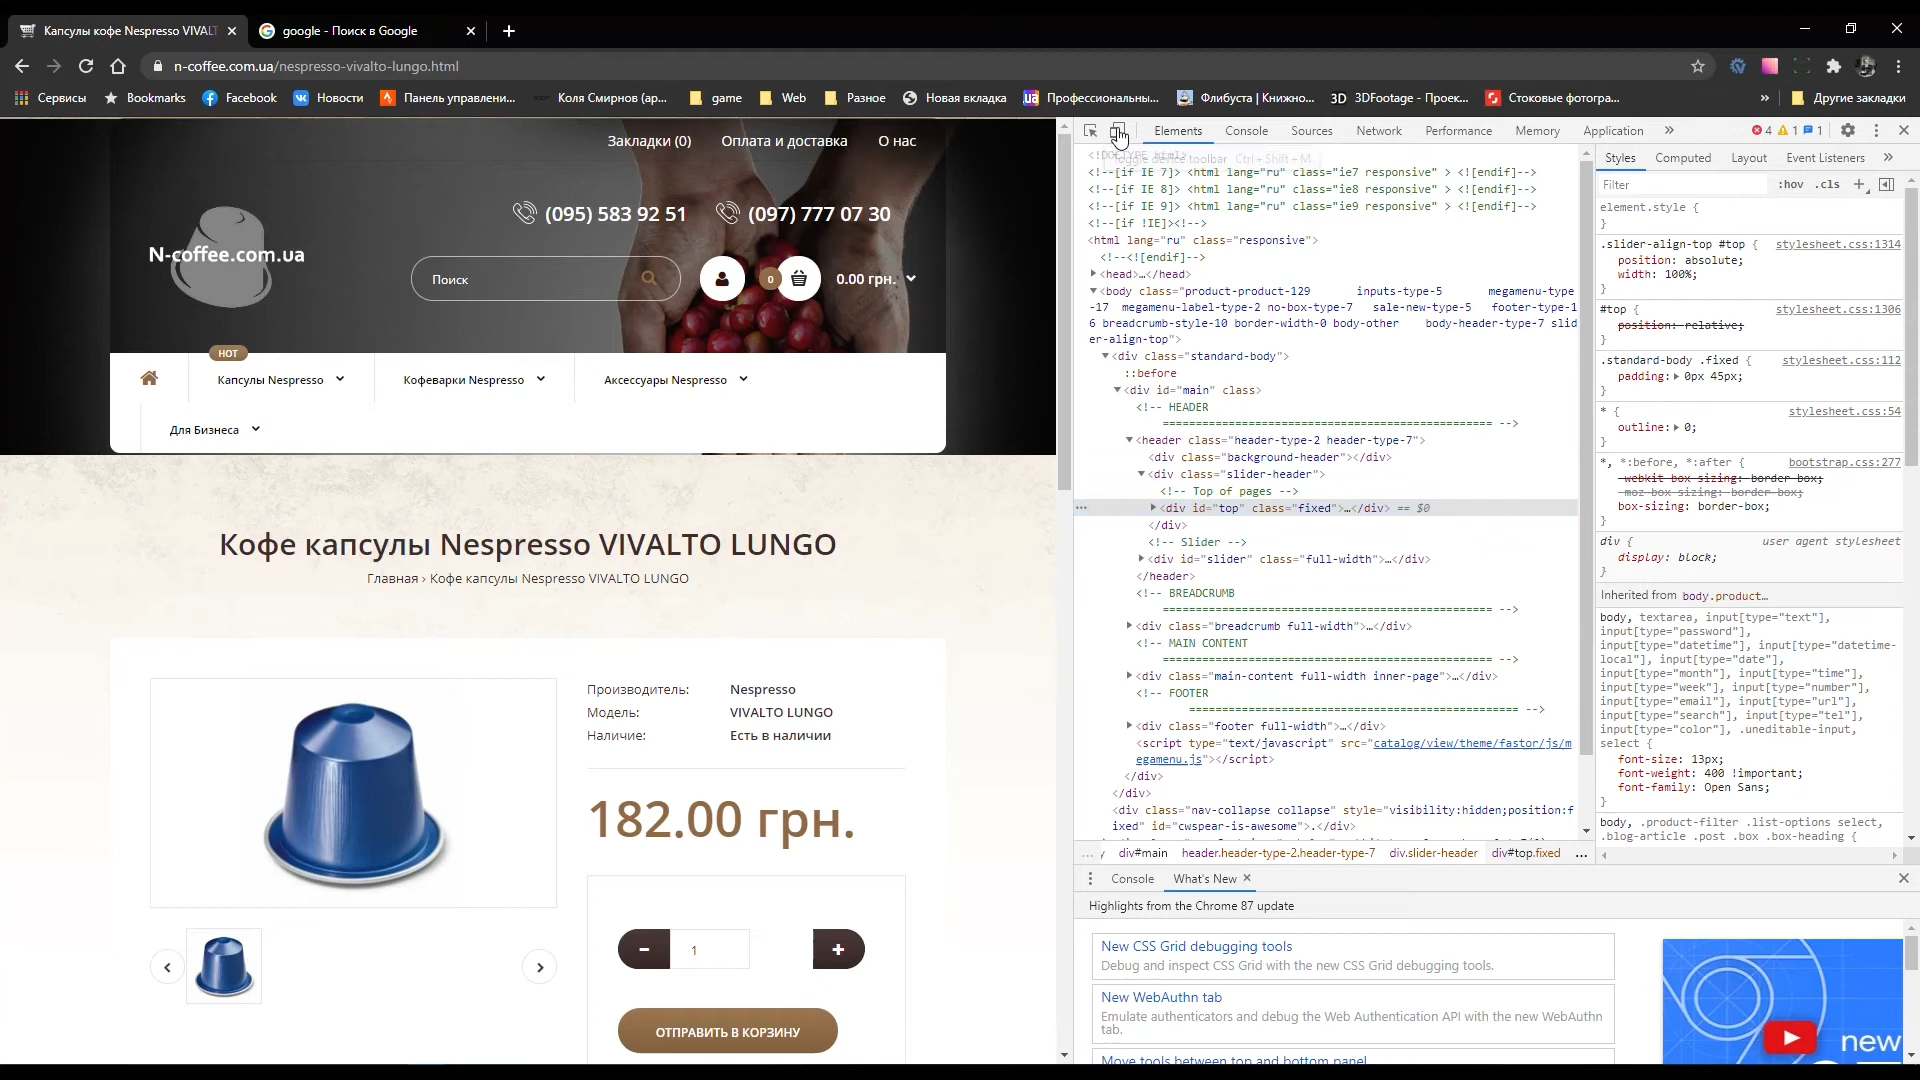 Капсулы кофе Nespresso VIVALT
google - Поиск в Google
n-coffee.com.ua/nespresso-vivalto-lungo.html
Сервисы Bookmarks Facebook Новости Панель управлени... Коля Смирнов (ар... game Web Разное Новая вкладка Профессиональны... Флибуста | Книжно... 3DFootage - Проек... Стоковые фотогра... » Другие закладки
Закладки (0) Оплата и доставка О нас
(095) 583 92 51 (097) 777 07 30
N-coffee.com.ua
Поиск 0 0.00 грн.
HOT
Капсулы Nespresso Кофеварки Nespresso Аксессуары Nespresso
Для Бизнеса
Кофе капсулы Nespresso VIVALTO LUNGO
Главная › Кофе капсулы Nespresso VIVALTO LUNGO
Производитель: Nespresso
Модель: VIVALTO LUNGO
Наличие: Есть в наличии
182.00 грн.
- 1 +
ОТПРАВИТЬ В КОРЗИНУ
Elements Console Sources Network Performance Memory Application » 4 1 1
Toggle device toolbar Ctrl + Shift + M
<!DOCTYPE html>
<!--[if IE 7]> <html lang="ru" class="ie7 responsive" > <![endif]-->
<!--[if IE 8]> <html lang="ru" class="ie8 responsive" > <![endif]-->
<!--[if IE 9]> <html lang="ru" class="ie9 responsive" > <![endif]-->
<!--[if !IE]><!-->
<html lang="ru" class="responsive">
<!--<![endif]-->
<head>…</head>
<body class="product-product-129 inputs-type-5 megamenu-type
-17 megamenu-label-type-2 no-box-type-7 sale-new-type-5 footer-type-1
6 breadcrumb-style-10 border-width-0 body-other body-header-type-7 slid
er-align-top">
<div class="standard-body">
::before
<div id="main" class>
<!-- HEADER
================================================= -->
<header class="header-type-2 header-type-7">
<div class="background-header"></div>
<div class="slider-header">
<!-- Top of pages -->
… <div id="top" class="fixed">…</div> == $0
</div>
<!-- Slider -->
<div id="slider" class="full-width">…</div>
</header>
<!-- BREADCRUMB
================================================= -->
<div class="breadcrumb full-width">…</div>
<!-- MAIN CONTENT
================================================= -->
<div class="main-content full-width inner-page">…</div>
<!-- FOOTER
================================================= -->
<div class="footer full-width">…</div>
<script type="text/javascript" src="catalog/view/theme/fastor/js/m
egamenu.js"></script>
</div>
</div>
<div class="nav-collapse collapse" style="visibility:hidden;position:f
ixed" id="cwspear-is-awesome">.</div>
… y div#main header.header-type-2.header-type-7 div.slider-header div#top.fixed …
Styles Computed Layout Event Listeners »
Filter :hov .cls +
element.style {
}
.slider-align-top #top { stylesheet.css:1314
position: absolute;
width: 100%;
}
#top { stylesheet.css:1306
position: relative;
}
.standard-body .fixed { stylesheet.css:112
padding: 0px 45px;
}
* { stylesheet.css:54
outline: 0;
}
*, *:before, *:after { bootstrap.css:277
-webkit-box-sizing: border-box;
-moz-box-sizing: border-box;
box-sizing: border-box;
}
div { user agent stylesheet
display: block;
}
Inherited from body.product…
body, textarea, input[type="text"],
input[type="password"],
input[type="datetime"], input[type="datetime-
local"], input[type="date"],
input[type="month"], input[type="time"],
input[type="week"], input[type="number"],
input[type="email"], input[type="url"],
input[type="search"], input[type="tel"],
input[type="color"], .uneditable-input,
select {
font-size: 13px;
font-weight: 400 !important;
font-family: Open Sans;
}
body, .product-filter .list-options select,
.blog-article .post .box .box-heading {
Console What's New
Highlights from the Chrome 87 update
New CSS Grid debugging tools
Debug and inspect CSS Grid with the new CSS Grid debugging tools.
New WebAuthn tab
Emulate authenticators and debug the Web Authentication API with the new WebAuthn
tab.
Move tools between top and bottom panel
new